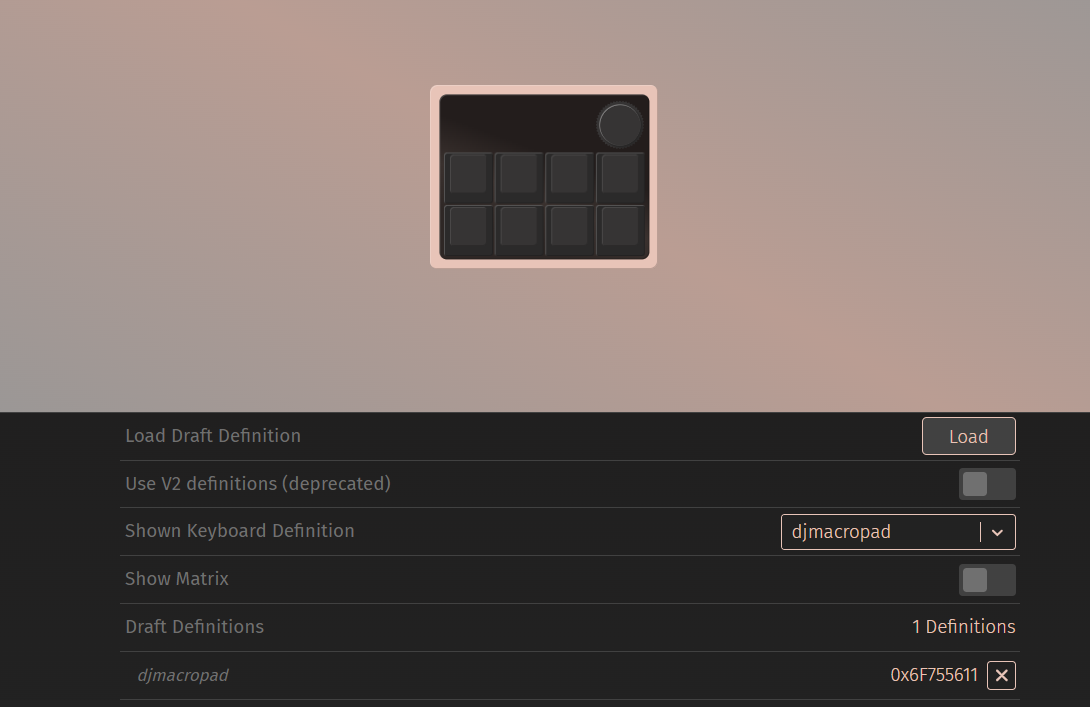 Load Draft Definition Load
Use V2 definitions (deprecated)
Shown Keyboard Definition djmacropad
Show Matrix
Draft Definitions 1 Definitions
djmacropad 0x6F755611